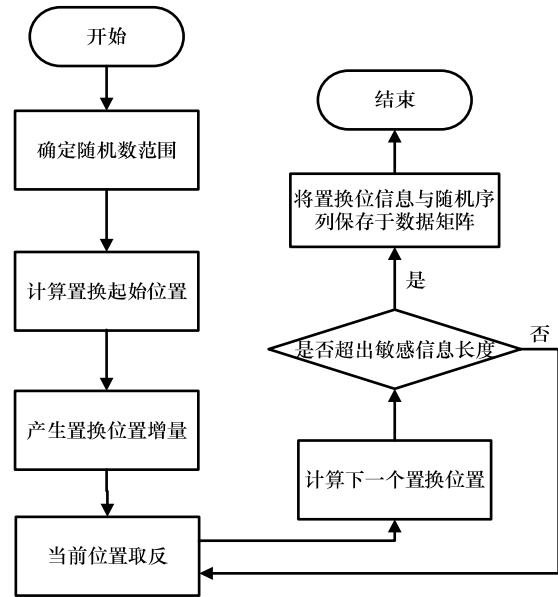 开始
确定随机数范围
计算置换起始位置
产生置换位置增量
当前位置取反
计算下一个置换位置
是否超出敏感信息长度
否
是
将置换位信息与随机序
列保存于数据矩阵
结束